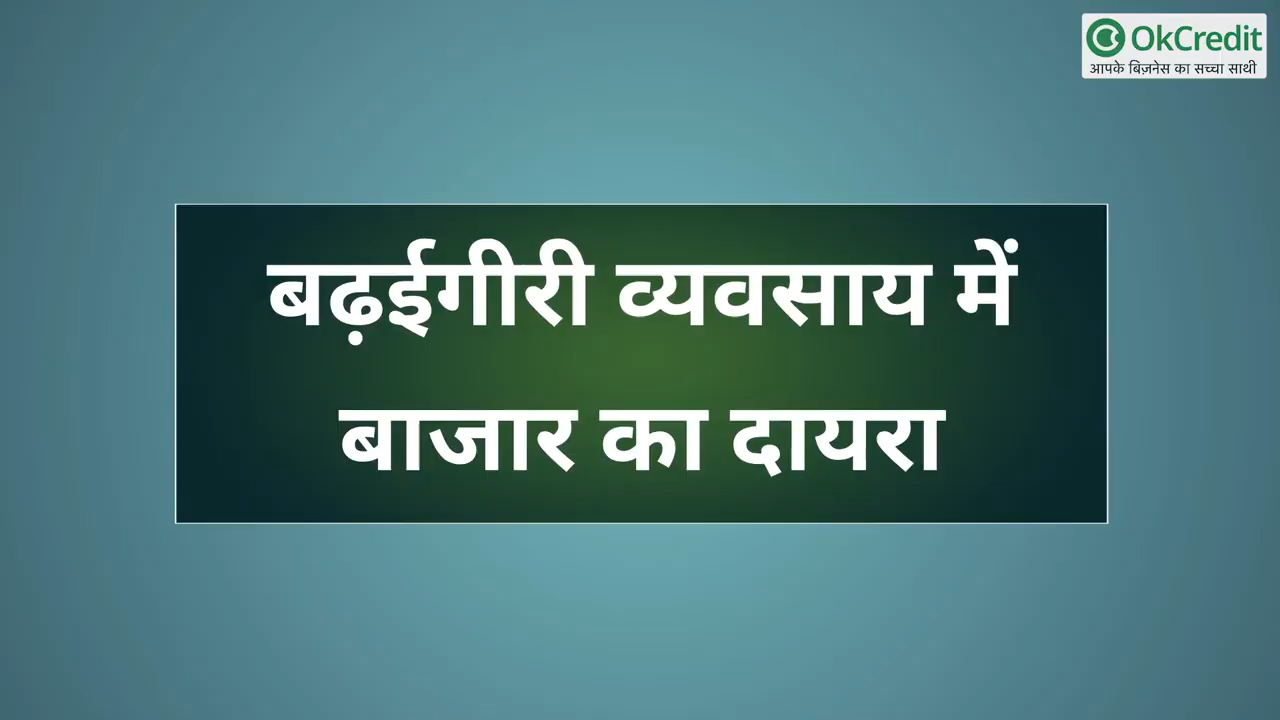 OkCredit
आपके बिज़नेस का सच्चा साथी
बढ़ईगीरी व्यवसाय में
बाजार का दायरा